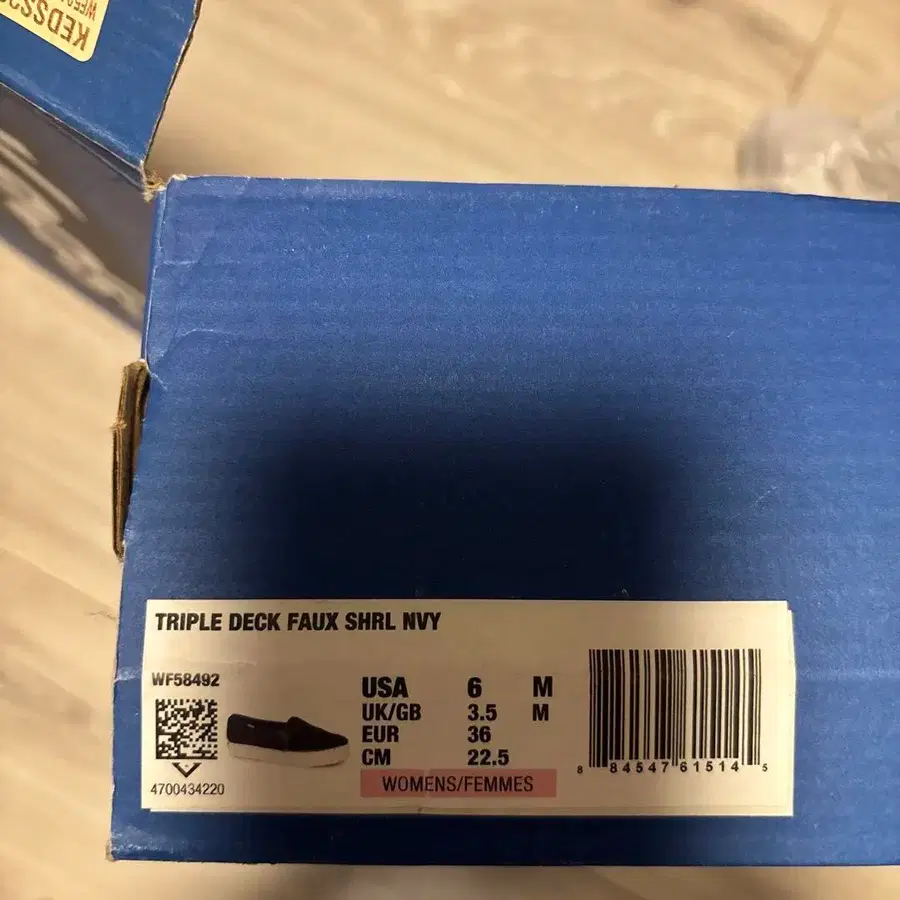 KEDSSS
TRIPLE DECK FAUX SHRL NVY
WF58492
4700434220
USA 6 M
UK/GB 3.5 M
EUR 36
CM 22.5
WOMENS/FEMMES
8 84547 61514 5